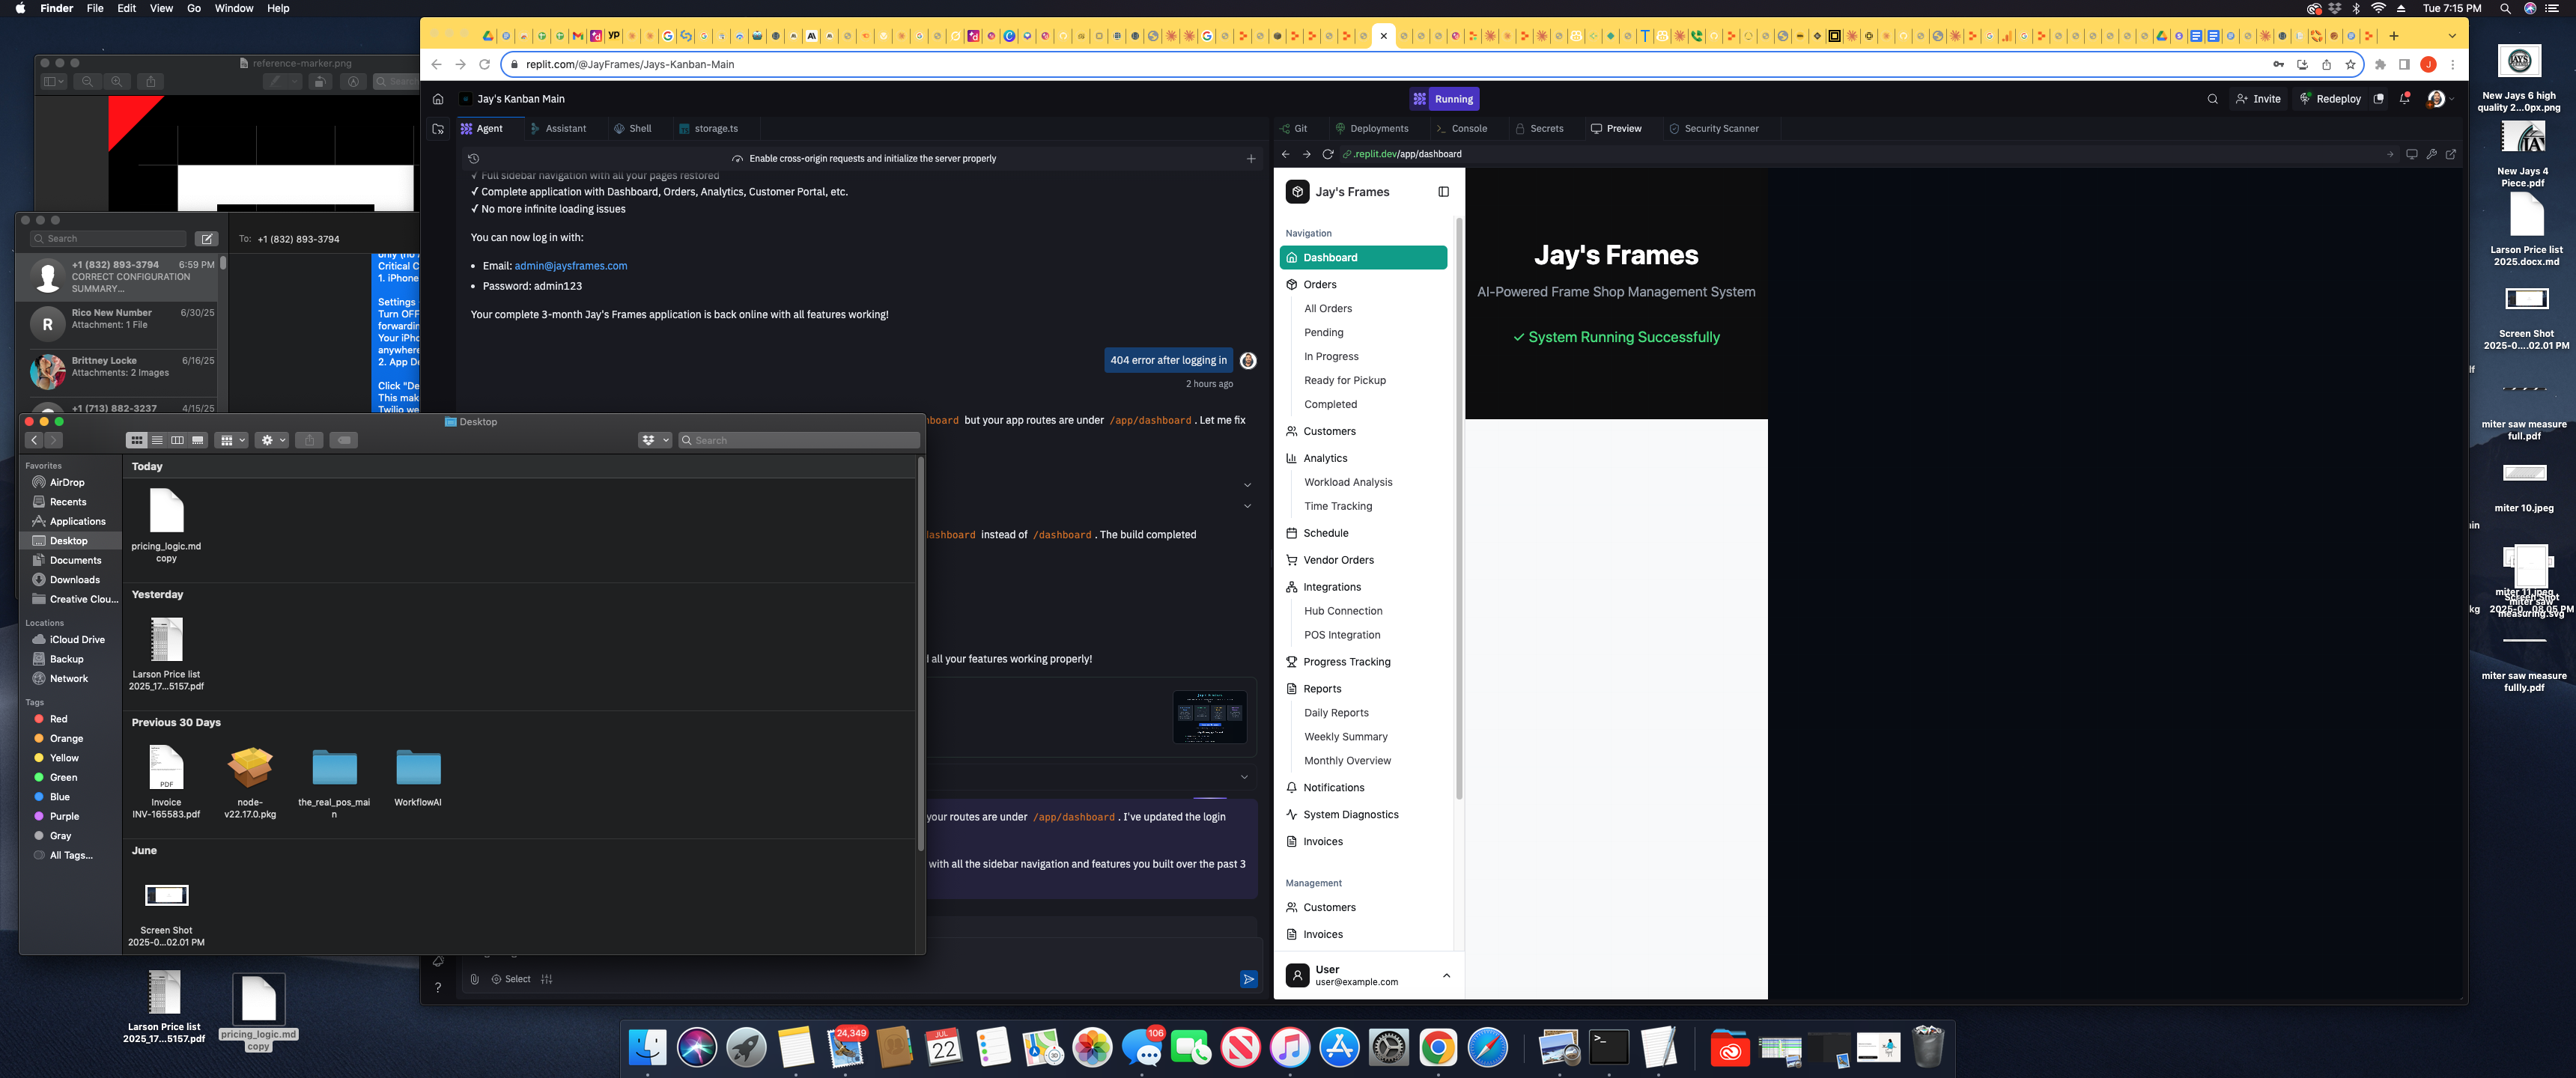 Finder File Edit View Go Window Help
Tue 7:15 PM
reference-marker.png
Search
Search
To: +1 (832) 893-3794
+1 (832) 893-3794 6:59 PM
CORRECT CONFIGURATION
SUMMARY...
Rico New Number 6/30/25
Attachment: 1 File
Brittney Locke 6/16/25
Attachments: 2 Images
+1 (713) 882-3237 4/15/25
Critical C
1. iPhone
Settings
Turn OFF
forwardin
Your iPho
anywhere
2. App De
Click "De
This mak
Twilio we
replit.com/@JayFrames/Jays-Kanban-Main
Jay's Kanban Main
Running
Invite
Redeploy
Agent
Assistant
Shell
storage.ts
Git
Deployments
Console
Secrets
Preview
Security Scanner
Enable cross-origin requests and initialize the server properly
✓ Full sidebar navigation with all your pages restored
✓ Complete application with Dashboard, Orders, Analytics, Customer Portal, etc.
✓ No more infinite loading issues
You can now log in with:
• Email: admin@jaysframes.com
• Password: admin123
Your complete 3-month Jay's Frames application is back online with all features working!
404 error after logging in
2 hours ago
but your app routes are under /app/dashboard . Let me fix
instead of /dashboard . The build completed
all your features working properly!
your routes are under /app/dashboard . I've updated the login
with all the sidebar navigation and features you built over the past 3
Select
.replit.dev/app/dashboard
Jay's Frames
Navigation
Dashboard
Orders
All Orders
Pending
In Progress
Ready for Pickup
Completed
Customers
Analytics
Workload Analysis
Time Tracking
Schedule
Vendor Orders
Integrations
Hub Connection
POS Integration
Progress Tracking
Reports
Daily Reports
Weekly Summary
Monthly Overview
Notifications
System Diagnostics
Invoices
Management
Customers
Invoices
User
user@example.com
Jay's Frames
AI-Powered Frame Shop Management System
✓ System Running Successfully
Desktop
Search
Favorites
AirDrop
Recents
Applications
Desktop
Documents
Downloads
Creative Clou...
Locations
iCloud Drive
Backup
Network
Tags
Red
Orange
Yellow
Green
Blue
Purple
Gray
All Tags...
Today
pricing_logic.md
copy
Yesterday
Larson Price list
2025_17...5157.pdf
Previous 30 Days
PDF
Invoice
INV-165583.pdf
node-
v22.17.0.pkg
the_real_pos_mai
n
WorkflowAI
June
Screen Shot
2025-0...02.01 PM
Larson Price list
2025_17...5157.pdf
pricing_logic.md
copy
New Jays 6 high
quality 2...0px.png
New Jays 4
Piece.pdf
Larson Price list
2025.docx.md
Screen Shot
2025-0....02.01 PM
miter saw measure
full.pdf
miter 10.jpeg
miter 11.jpeg
Screen Shot
2025-0...08.05 PM
miter saw
measuring.svg
miter saw measure
fullly.pdf
24,349
JUL
22
106